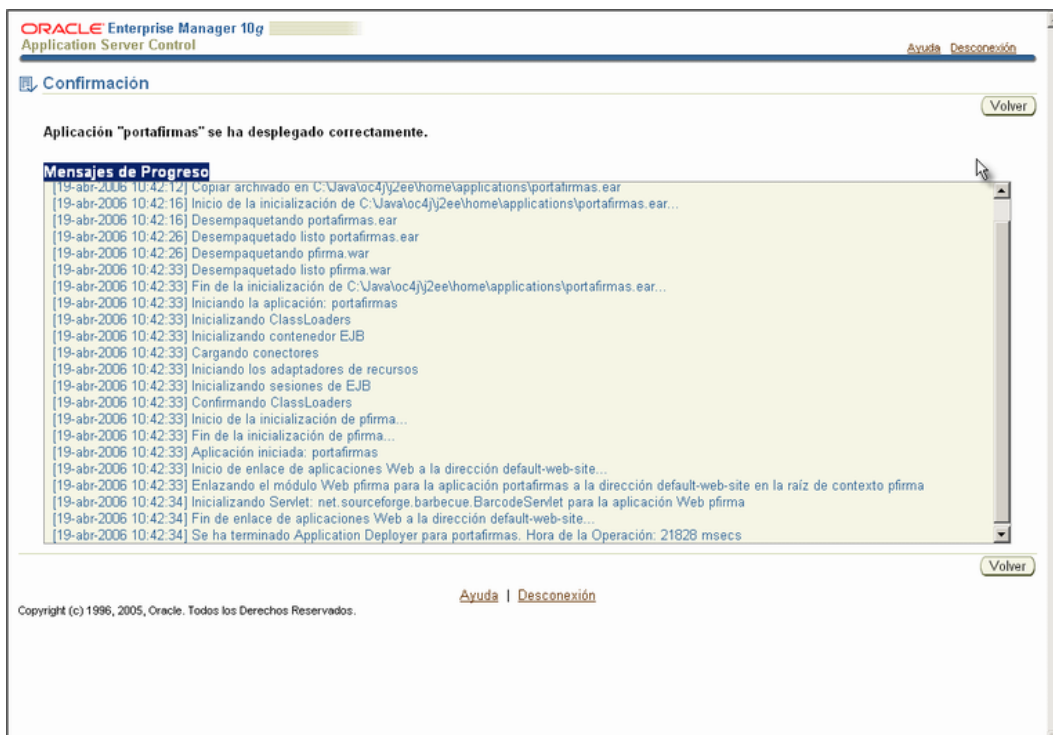 ORACLE Enterprise Manager 10g
Application Server Control
Ayuda Desconexión
Confirmación
Volver
Aplicación "portafirmas" se ha desplegado correctamente.
Mensajes de Progreso
[19-abr-2006 10:42:12] Copiar archivado en C:\Java\oc4j\j2ee\home\applications\portafirmas.ear
[19-abr-2006 10:42:16] Inicio de la inicialización de C:\Java\oc4j\j2ee\home\applications\portafirmas.ear...
[19-abr-2006 10:42:16] Desempaquetando portafirmas.ear
[19-abr-2006 10:42:26] Desempaquetado listo portafirmas.ear
[19-abr-2006 10:42:26] Desempaquetando pfirma.war
[19-abr-2006 10:42:33] Desempaquetado listo pfirma.war
[19-abr-2006 10:42:33] Fin de la inicialización de C:\Java\oc4j\j2ee\home\applications\portafirmas.ear...
[19-abr-2006 10:42:33] Iniciando la aplicación: portafirmas
[19-abr-2006 10:42:33] Inicializando ClassLoaders
[19-abr-2006 10:42:33] Inicializando contenedor EJB
[19-abr-2006 10:42:33] Cargando conectores
[19-abr-2006 10:42:33] Iniciando los adaptadores de recursos
[19-abr-2006 10:42:33] Inicializando sesiones de EJB
[19-abr-2006 10:42:33] Confirmando ClassLoaders
[19-abr-2006 10:42:33] Inicio de la inicialización de pfirma...
[19-abr-2006 10:42:33] Fin de la inicialización de pfirma...
[19-abr-2006 10:42:33] Aplicación iniciada: portafirmas
[19-abr-2006 10:42:33] Inicio de enlace de aplicaciones Web a la dirección default-web-site...
[19-abr-2006 10:42:33] Enlazando el módulo Web pfirma para la aplicación portafirmas a la dirección default-web-site en la raíz de contexto pfirma
[19-abr-2006 10:42:34] Inicializando Servlet: net.sourceforge.barbecue.BarcodeServlet para la aplicación Web pfirma
[19-abr-2006 10:42:34] Fin de enlace de aplicaciones Web a la dirección default-web-site...
[19-abr-2006 10:42:34] Se ha terminado Application Deployer para portafirmas. Hora de la Operación: 21828 msecs
Volver
Ayuda | Desconexión
Copyright (c) 1996, 2005, Oracle. Todos los Derechos Reservados.